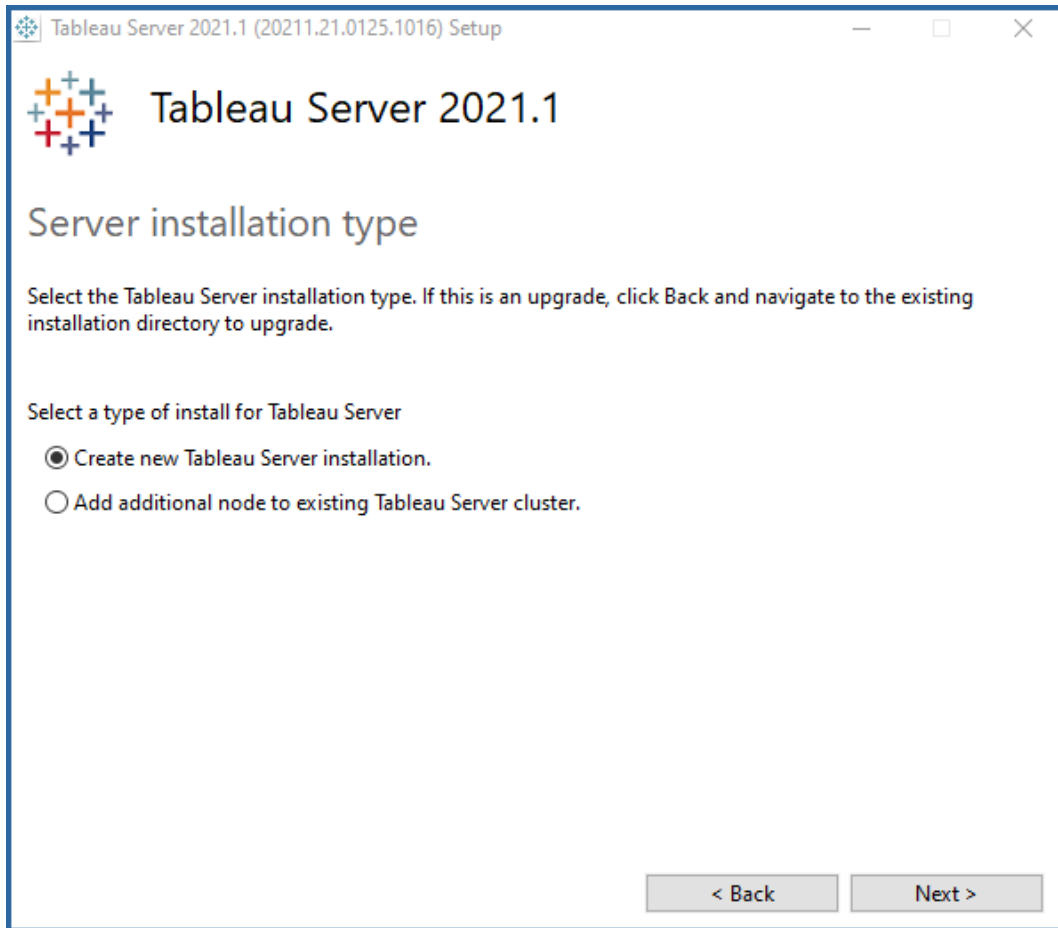 Tableau Server 2021.1 (20211.21.0125.1016) Setup
Tableau Server 2021.1
Server installation type
Select the Tableau Server installation type. If this is an upgrade, click Back and navigate to the existing
installation directory to upgrade.
Select a type of install for Tableau Server
Create new Tableau Server installation.
Add additional node to existing Tableau Server cluster.
< Back
Next >